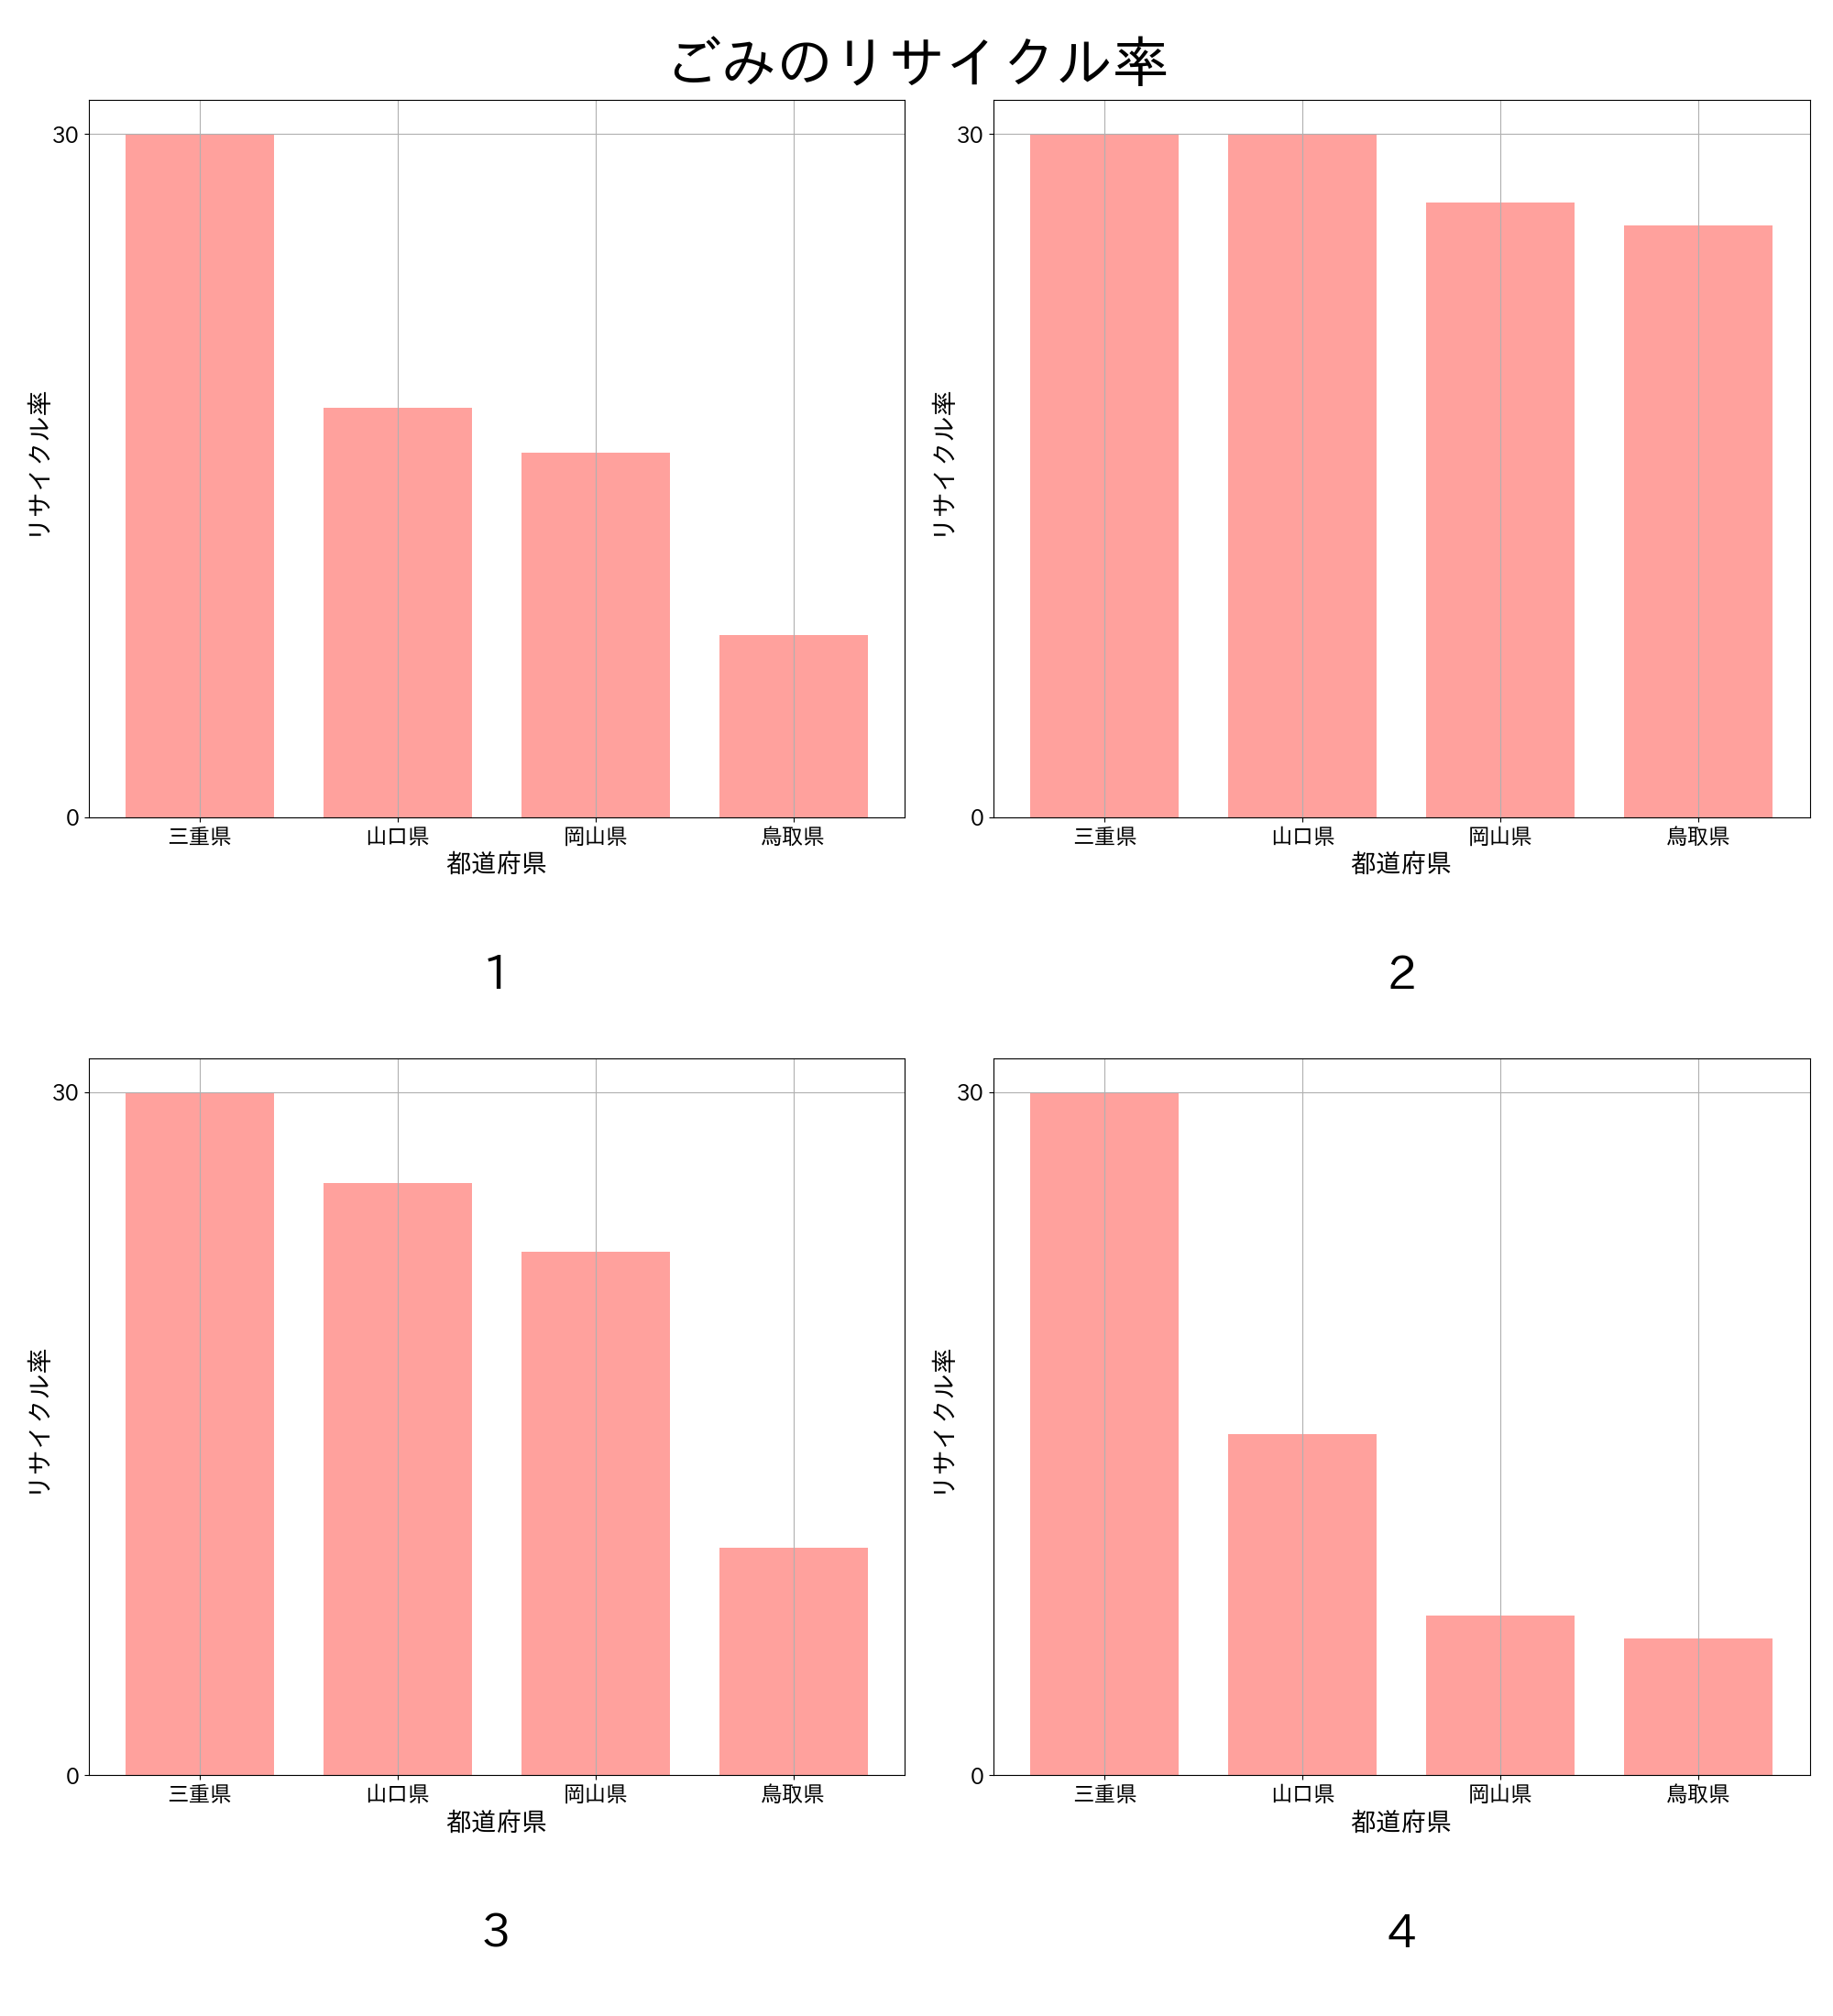 ごみのリサイクル率
30
0
リサイクル率
三重県 山口県 岡山県 鳥取県
都道府県
1
30
0
リサイクル率
三重県 山口県 岡山県 鳥取県
都道府県
2
30
0
リサイクル率
三重県 山口県 岡山県 鳥取県
都道府県
3
30
0
リサイクル率
三重県 山口県 岡山県 鳥取県
都道府県
4